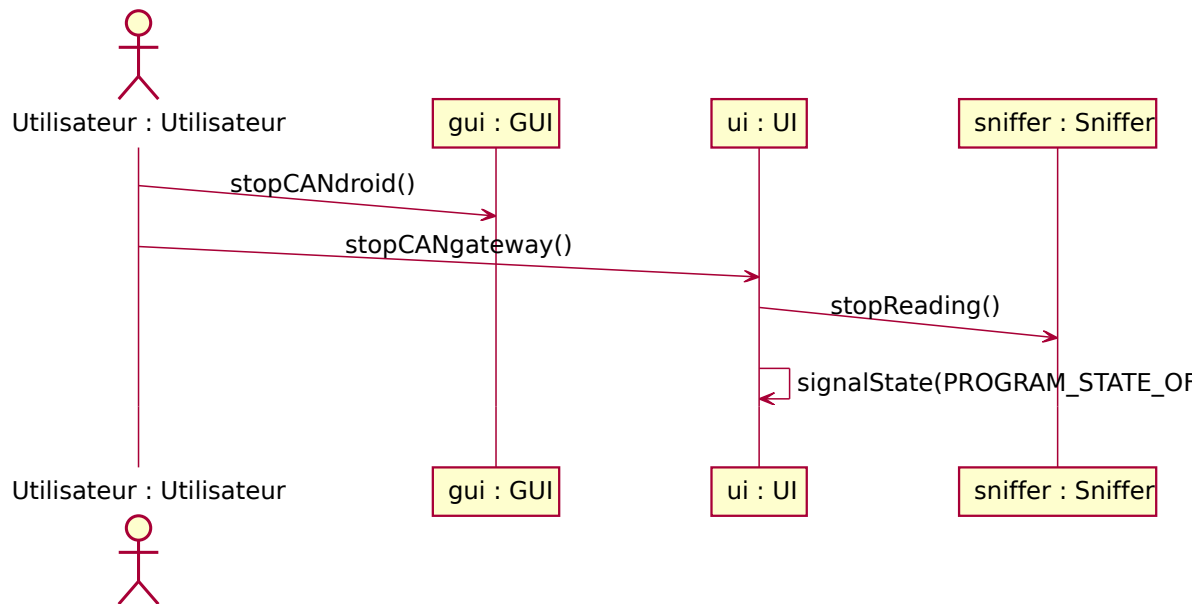 Utilisateur : Utilisateur
gui : GUI
ui : UI
sniffer : Sniffer
stopCANdroid()
stopCANgateway()
stopReading()
signalState(PROGRAM_STATE_OF
Utilisateur : Utilisateur
gui : GUI
ui : UI
sniffer : Sniffer